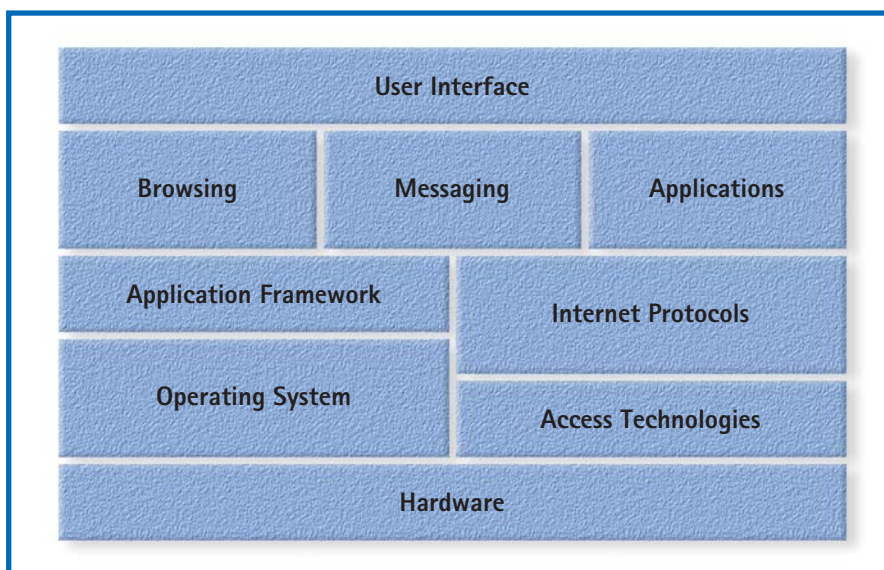 User Interface
Browsing
Messaging
Applications
Application Framework
Internet Protocols
Operating System
Access Technologies
Hardware